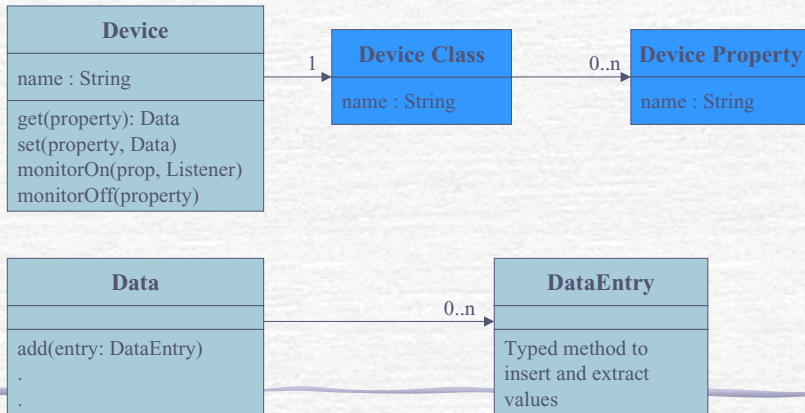 Device
name : String
get(property): Data
set(property, Data)
monitorOn(prop, Listener)
monitorOff(property)
1
Device Class
name : String
0..n
Device Property
name : String
Data
add(entry: DataEntry)
.
.
0..n
DataEntry
Typed method to
insert and extract
values